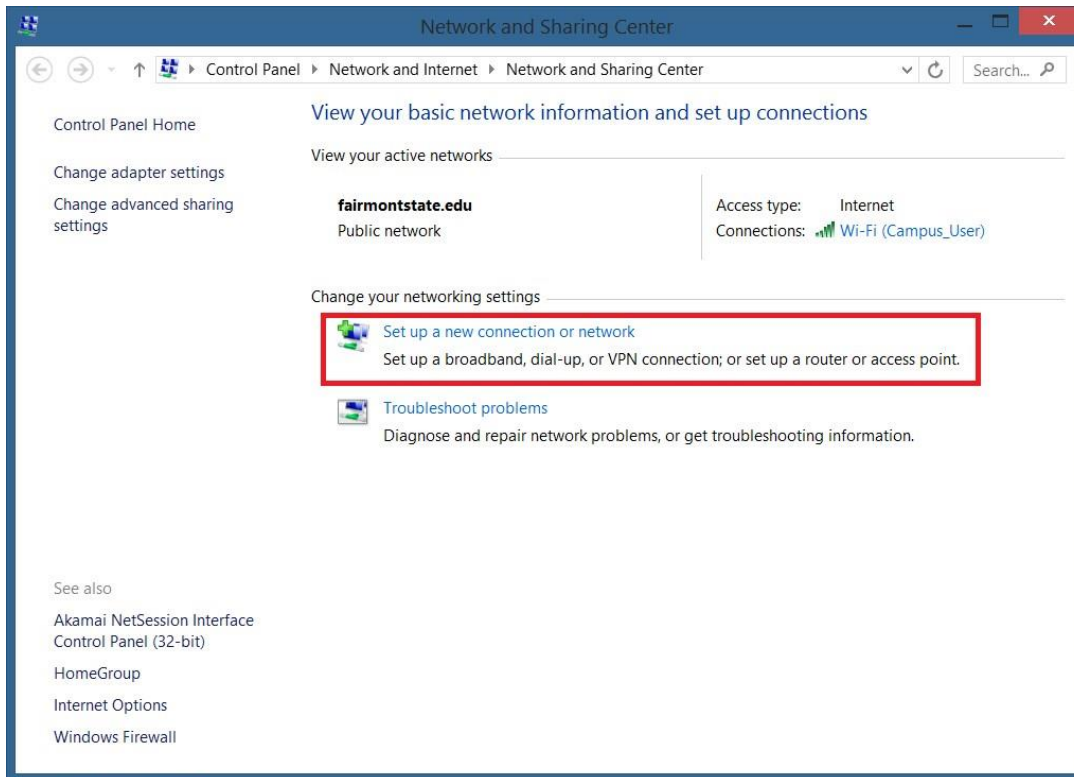 Network and Sharing Center
Control Panel Network and Internet Network and Sharing Center
Search...
Control Panel Home
Change adapter settings
Change advanced sharing
settings
View your basic network information and set up connections
View your active networks
fairmontstate.edu
Public network
Access type: Internet
Connections: Wi-Fi (Campus_User)
Change your networking settings
Set up a new connection or network
Set up a broadband, dial-up, or VPN connection; or set up a router or access point.
Troubleshoot problems
Diagnose and repair network problems, or get troubleshooting information.
See also
Akamai NetSession Interface
Control Panel (32-bit)
HomeGroup
Internet Options
Windows Firewall